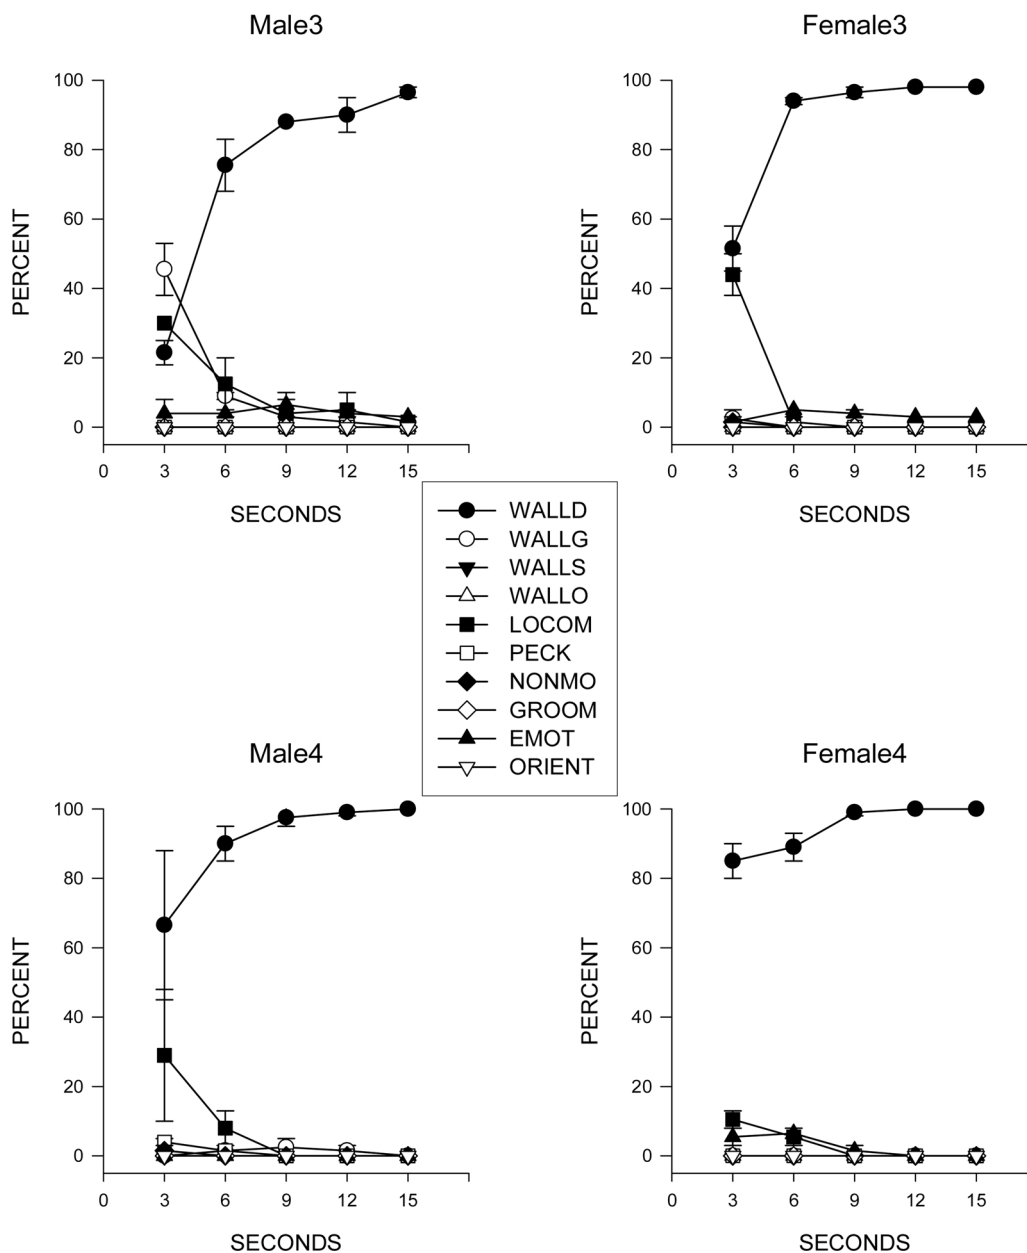 Male3
Female3
100
80
60
40
20
0
PERCENT
0 3 6 9 12 15
SECONDS
100
80
60
40
20
0
PERCENT
0 3 6 9 12 15
SECONDS
WALLD
WALLG
WALLS
WALLO
LOCOM
PECK
NONMO
GROOM
EMOT
ORIENT
Male4
Female4
100
80
60
40
20
0
PERCENT
0 3 6 9 12 15
SECONDS
100
80
60
40
20
0
PERCENT
0 3 6 9 12 15
SECONDS